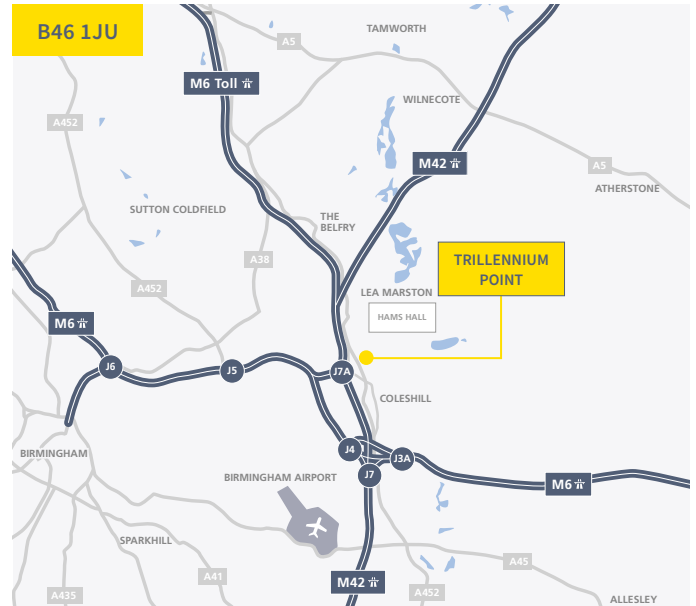 B46 1JU
TAMWORTH
A5
M6 Toll
WILNECOTE
A452
M42
A5
ATHERSTONE
SUTTON COLDFIELD
THE
BELFRY
A38
TRILLENNIUM
POINT
A452
LEA MARSTON
HAMS HALL
M6
J6
J5
J7A
COLESHILL
BIRMINGHAM
J4
J3A
J7
BIRMINGHAM AIRPORT
M6
SPARKHILL
A45
A41
M42
A452
A435
ALLESLEY